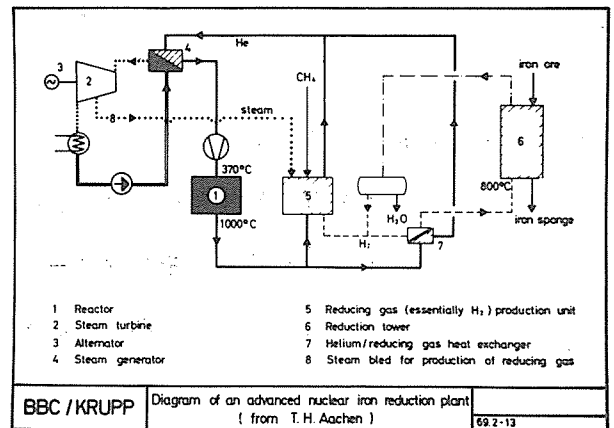 He
4
3
CH₄
iron ore
2
steam
8
6
370°C
800°C
1
5
1000°C
H₂O
H₂
iron sponge
7
1 Reactor
2 Steam turbine
3 Alternator
4 Steam generator
5 Reducing gas (essentially H₂) production unit
6 Reduction tower
7 Helium/reducing gas heat exchanger
8 Steam bled for production of reducing gas
BBC / KRUPP
Diagram of an advanced nuclear iron reduction plant
( from T. H. Aachen )
69.2-13